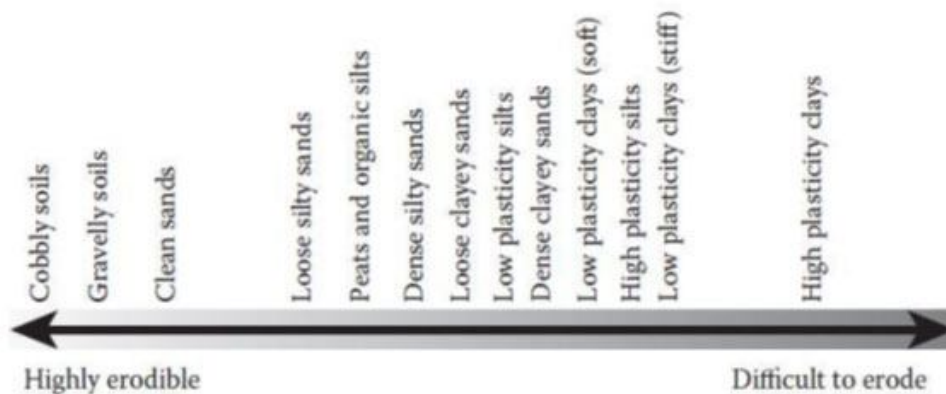 Cobbly soils
Gravelly soils
Clean sands
Loose silty sands
Peats and organic silts
Dense silty sands
Loose clayey sands
Low plasticity silts
Dense clayey sands
Low plasticity clays (soft)
High plasticity silts
Low plasticity clays (stiff)
High plasticity clays
Highly erodible
Difficult to erode